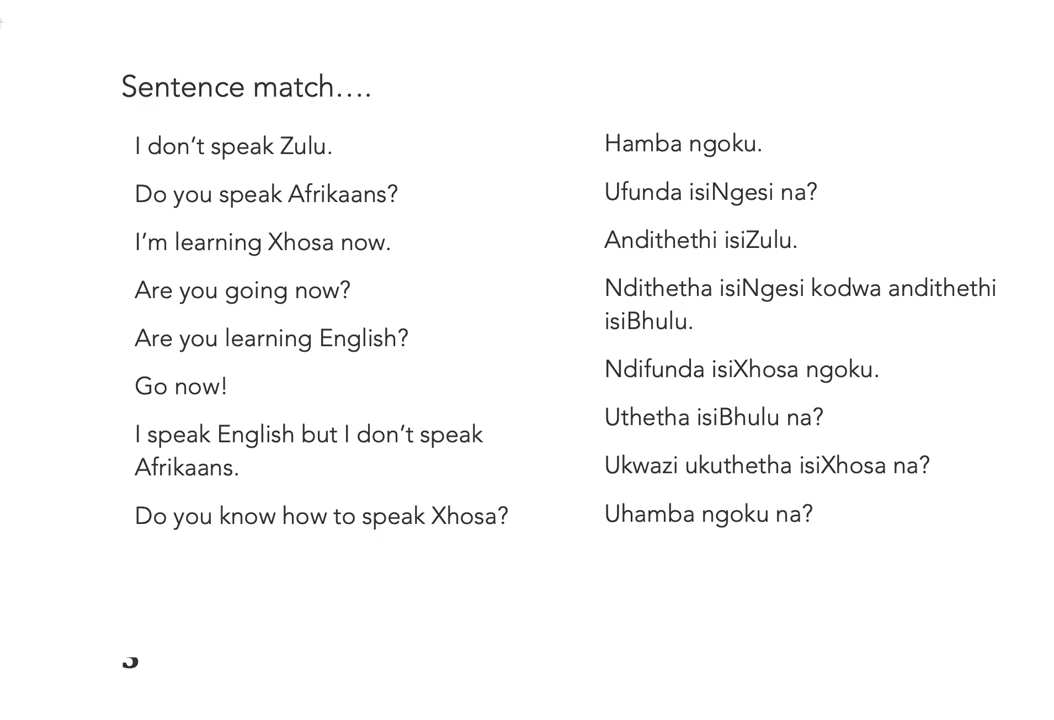 Sentence match….
I don’t speak Zulu.
Do you speak Afrikaans?
I’m learning Xhosa now.
Are you going now?
Are you learning English?
Go now!
I speak English but I don’t speak
Afrikaans.
Do you know how to speak Xhosa?
Hamba ngoku.
Ufunda isiNgesi na?
Andithethi isiZulu.
Ndithetha isiNgesi kodwa andithethi
isiBhulu.
Ndifunda isiXhosa ngoku.
Uthetha isiBhulu na?
Ukwazi ukuthetha isiXhosa na?
Uhamba ngoku na?